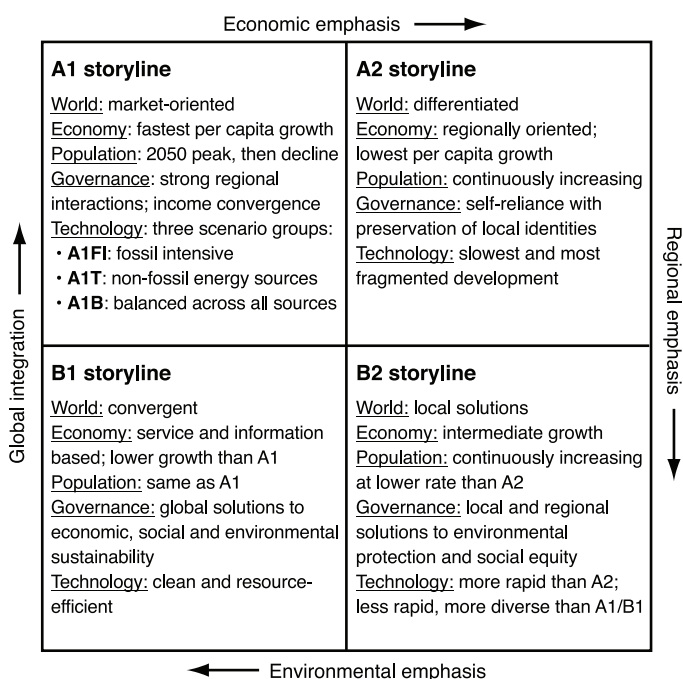 Economic emphasis
A1 storyline
World: market-oriented
Economy: fastest per capita growth
Population: 2050 peak, then decline
Governance: strong regional
interactions; income convergence
Technology: three scenario groups:
• A1FI: fossil intensive
• A1T: non-fossil energy sources
• A1B: balanced across all sources
A2 storyline
World: differentiated
Economy: regionally oriented;
lowest per capita growth
Population: continuously increasing
Governance: self-reliance with
preservation of local identities
Technology: slowest and most
fragmented development
Global integration
Regional emphasis
B1 storyline
World: convergent
Economy: service and information
based; lower growth than A1
Population: same as A1
Governance: global solutions to
economic, social and environmental
sustainability
Technology: clean and resource-
efficient
B2 storyline
World: local solutions
Economy: intermediate growth
Population: continuously increasing
at lower rate than A2
Governance: local and regional
solutions to environmental
protection and social equity
Technology: more rapid than A2;
less rapid, more diverse than A1/B1
Environmental emphasis